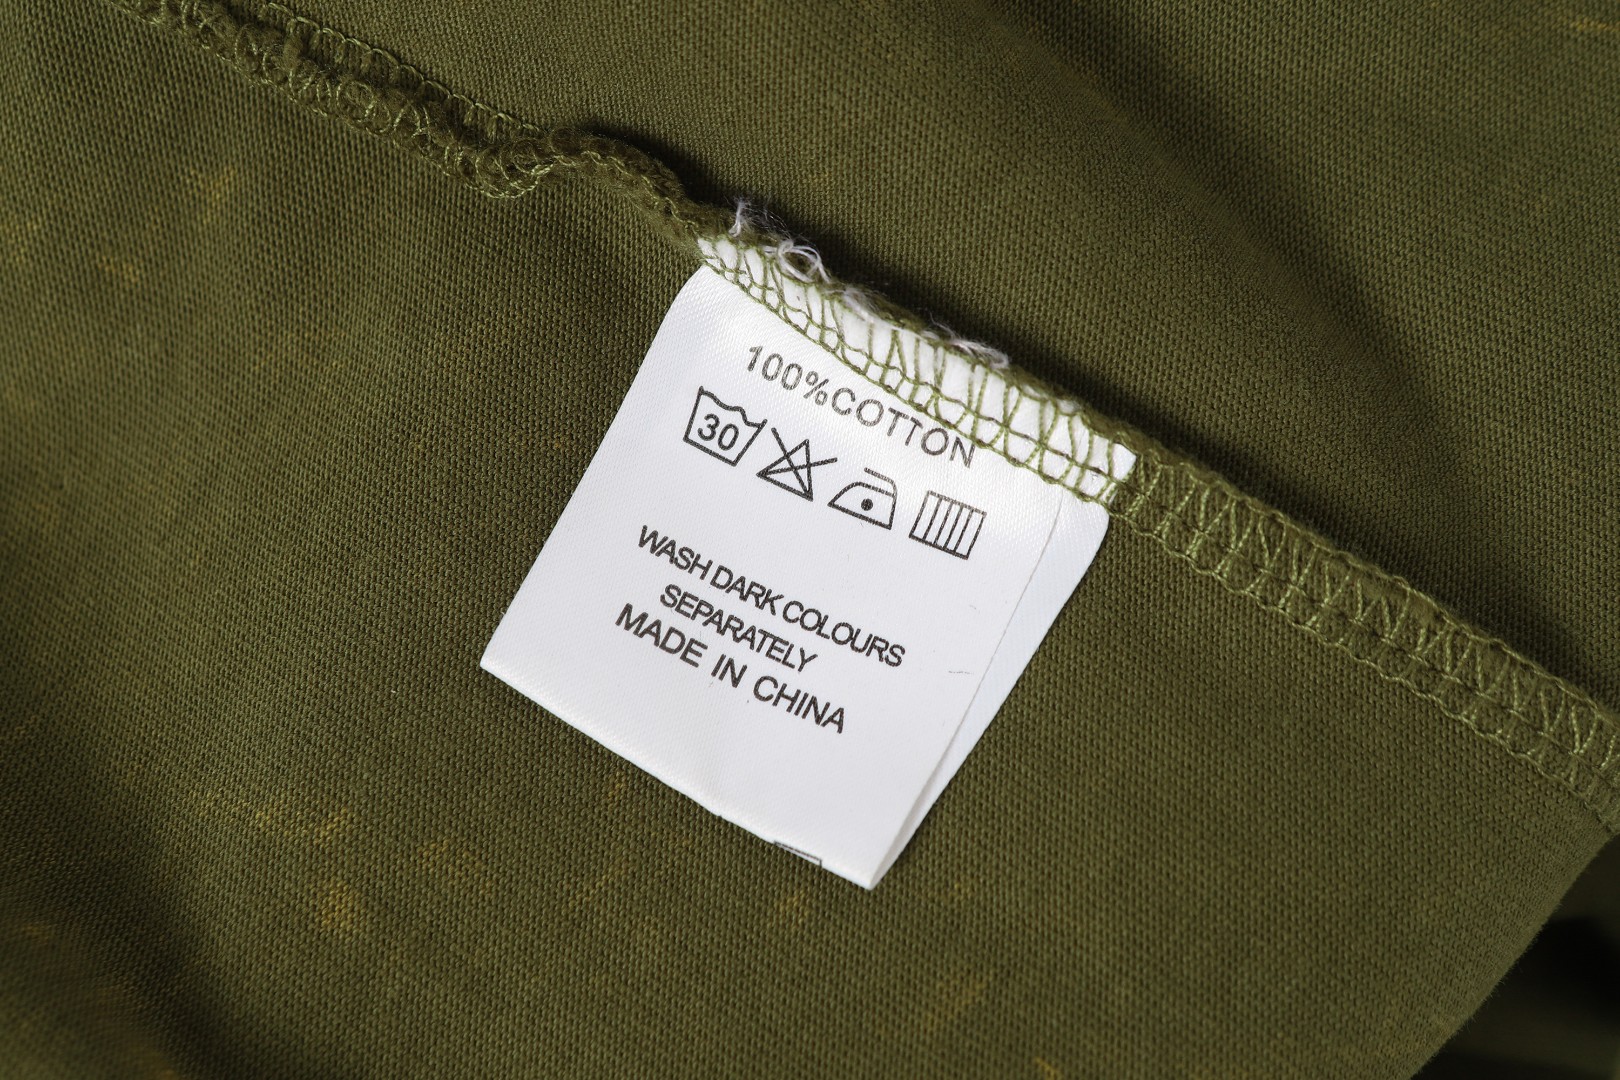 100%COTTON
30
WASH DARK COLOURS
SEPARATELY
MADE IN CHINA